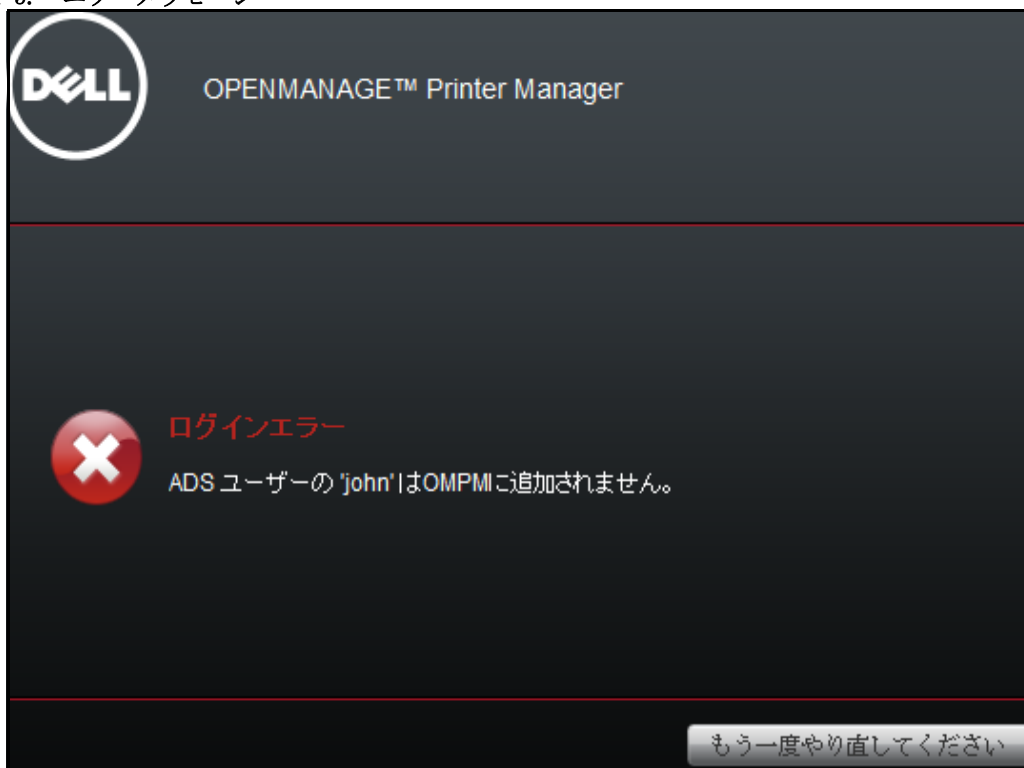 DELL
OPENMANAGE™ Printer Manager
ログインエラー
ADS ユーザーの 'john'はOMPMに追加されません。
もう一度やり直してください